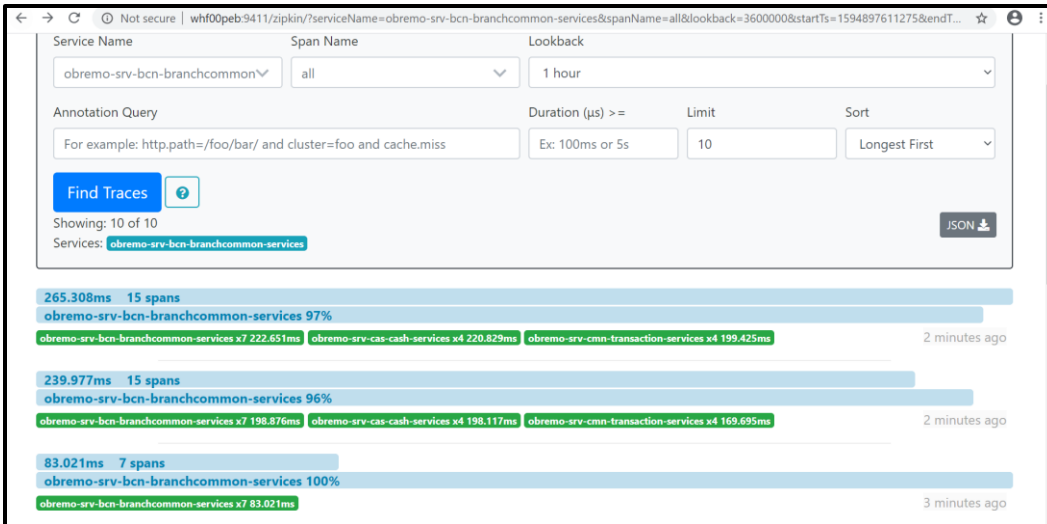 Not secure | whf00peb:9411/zipkin/?serviceName=obremo-srv-bcn-branchcommon-services&spanName=all&lookback=3600000&startTs=1594897611275&endT...
Service Name Span Name Lookback
obremo-srv-bcn-branchcommon all 1 hour
Annotation Query Duration (μs) >= Limit Sort
For example: http.path=/foo/bar/ and cluster=foo and cache.miss Ex: 100ms or 5s 10 Longest First
Find Traces ?
Showing: 10 of 10 JSON
Services: obremo-srv-bcn-branchcommon-services
265.308ms 15 spans
obremo-srv-bcn-branchcommon-services 97%
obremo-srv-bcn-branchcommon-services x7 222.651ms obremo-srv-cas-cash-services x4 220.829ms obremo-srv-cmn-transaction-services x4 199.425ms 2 minutes ago
239.977ms 15 spans
obremo-srv-bcn-branchcommon-services 96%
obremo-srv-bcn-branchcommon-services x7 198.876ms obremo-srv-cas-cash-services x4 198.117ms obremo-srv-cmn-transaction-services x4 169.695ms 2 minutes ago
83.021ms 7 spans
obremo-srv-bcn-branchcommon-services 100%
obremo-srv-bcn-branchcommon-services x7 83.021ms 3 minutes ago